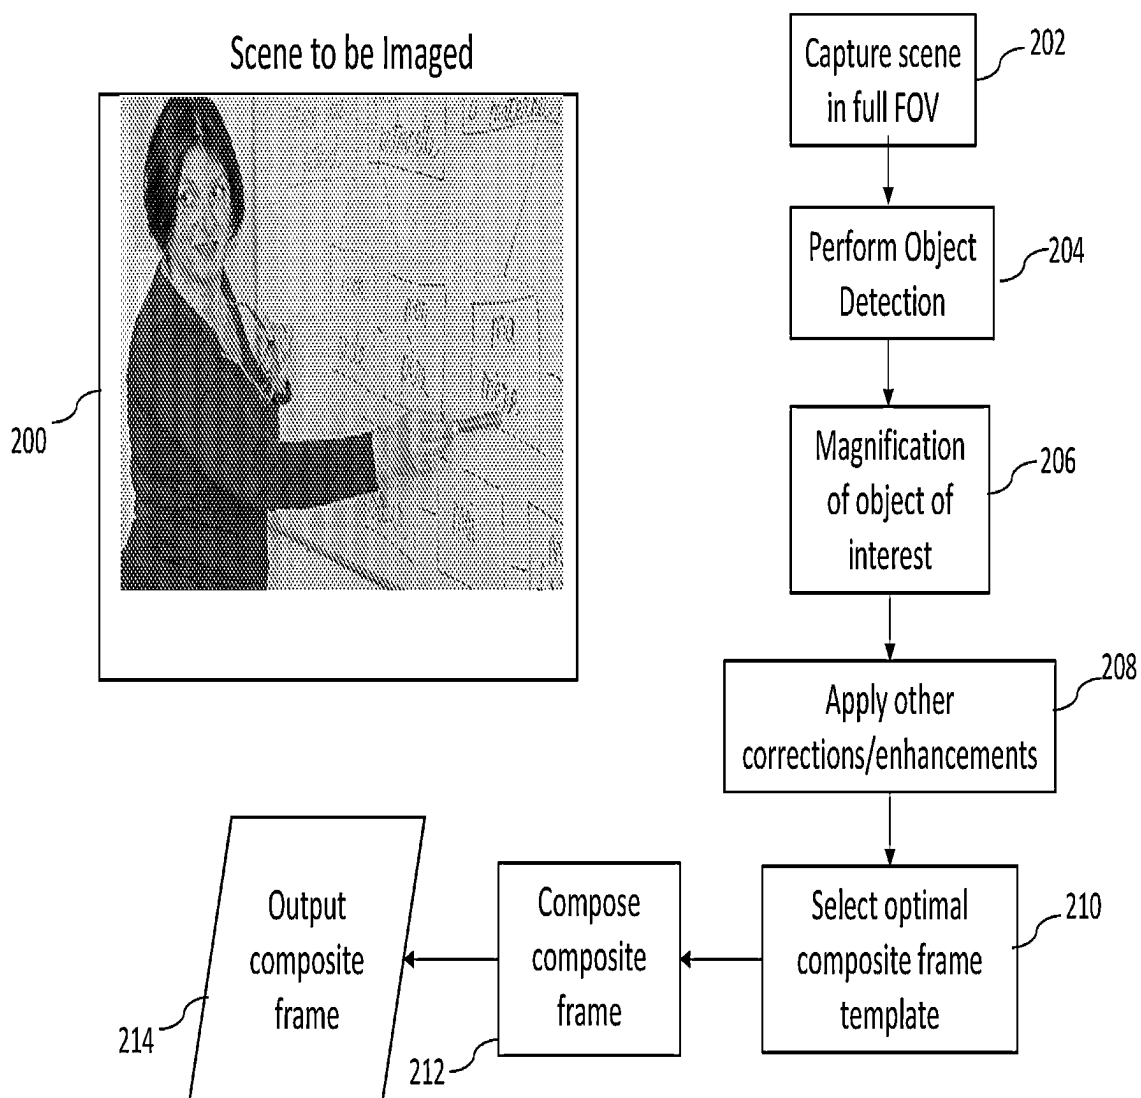 Scene to be Imaged
200
Capture scene
in full FOV
202
Perform Object
Detection
204
Magnification
of object of
interest
206
Apply other
corrections/enhancements
208
Select optimal
composite frame
template
210
Compose
composite
frame
212
Output
composite
frame
214